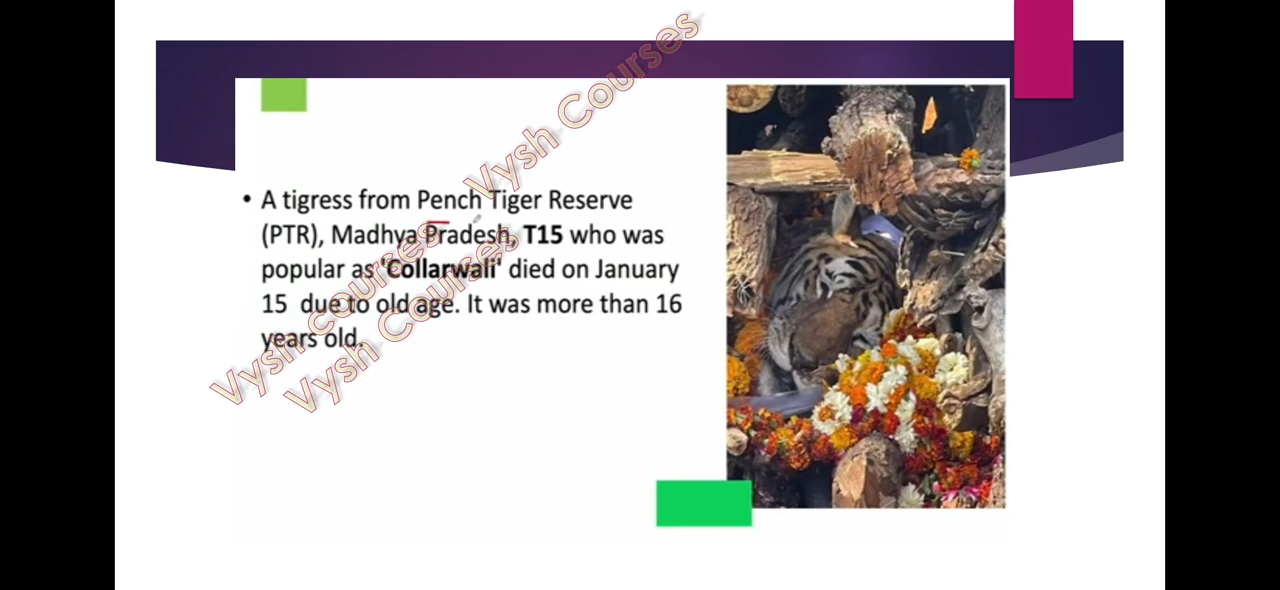 Vysh Courses
• A tigress from Pench Tiger Reserve
(PTR), Madhya Pradesh, T15 who was
popular as 'Collarwali' died on January
15 due to old age. It was more than 16
years old.
Vysh courses
Vysh Courses